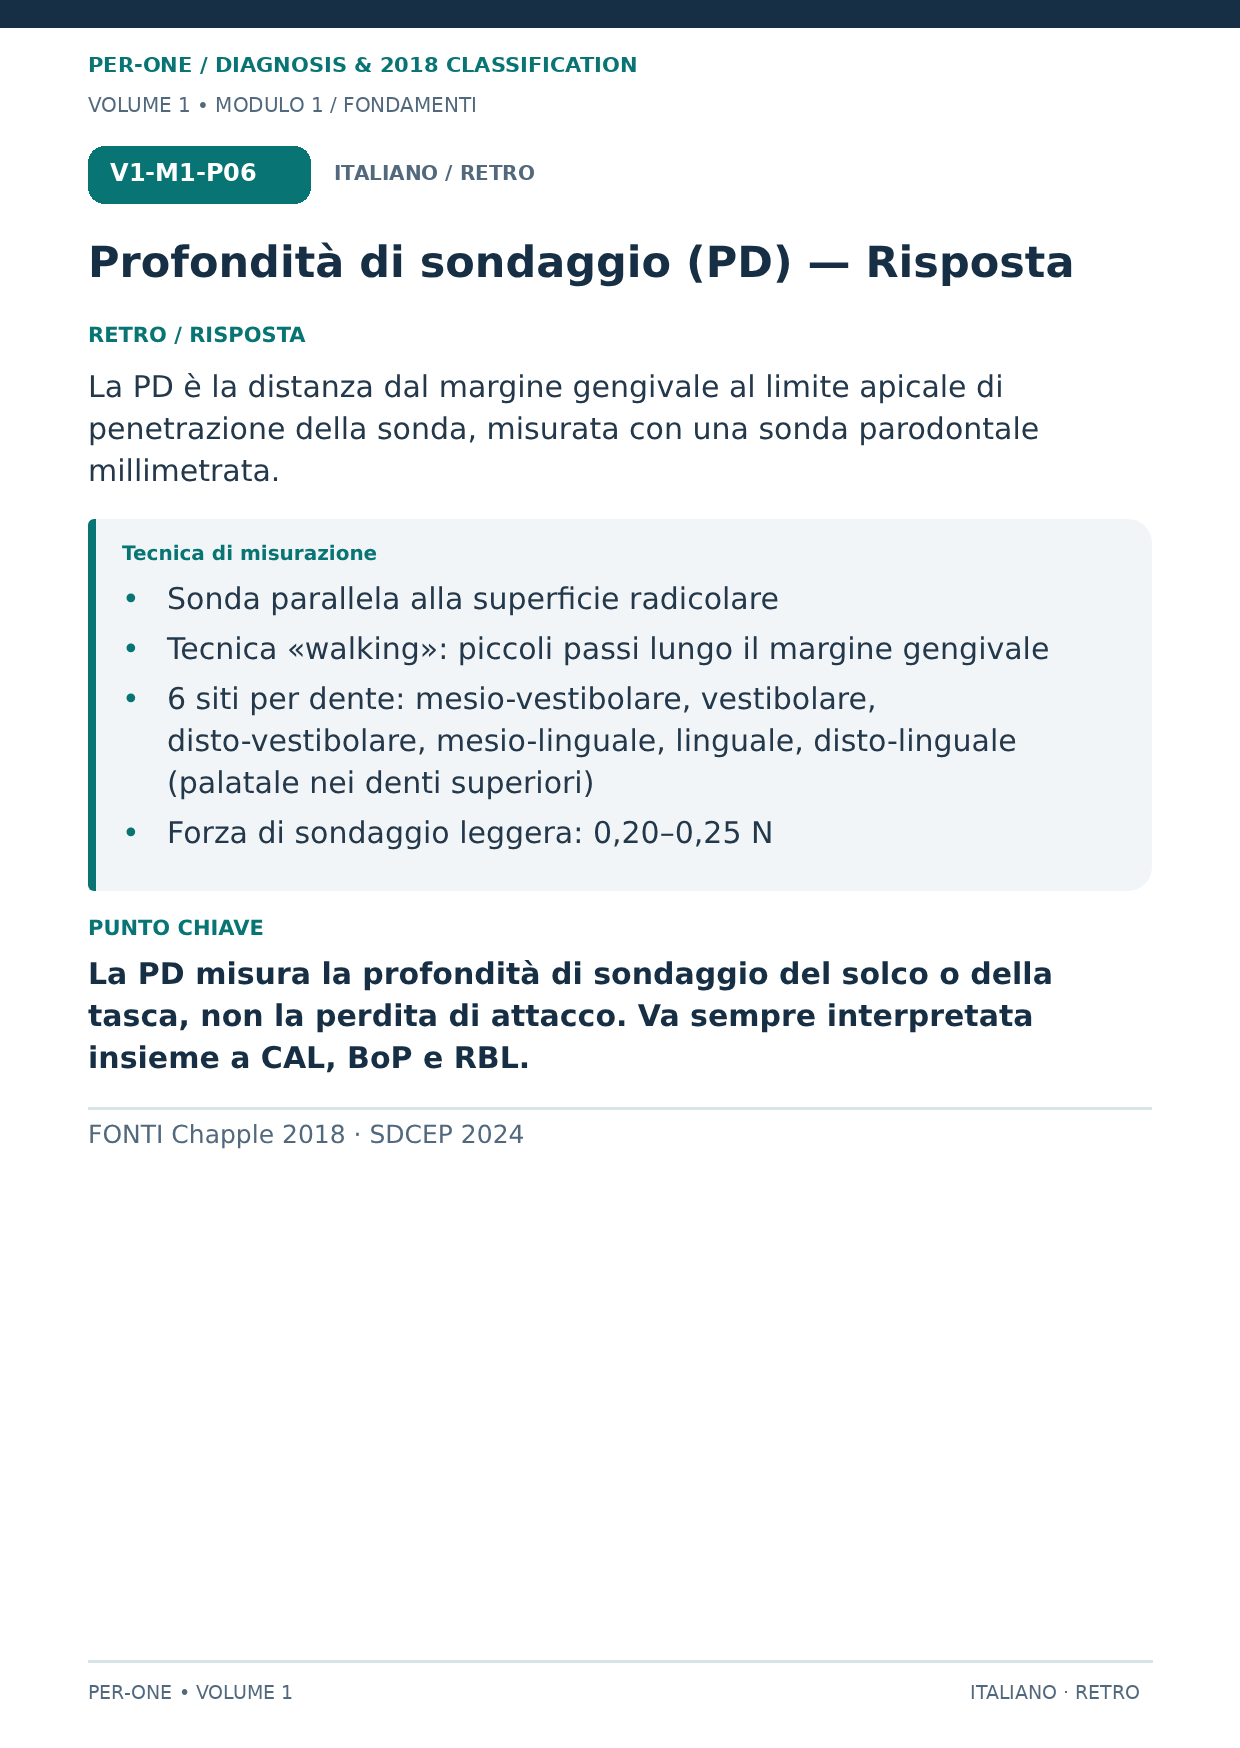 PER-ONE / DIAGNOSIS & 2018 CLASSIFICATION
VOLUME 1 • MODULO 1 / FONDAMENTI
V1-M1-P06
ITALIANO / RETRO
Profondità di sondaggio (PD) — Risposta
RETRO / RISPOSTA
La PD è la distanza dal margine gengivale al limite apicale di
penetrazione della sonda, misurata con una sonda parodontale
millimetrata.
Tecnica di misurazione
• Sonda parallela alla superficie radicolare
• Tecnica «walking»: piccoli passi lungo il margine gengivale
• 6 siti per dente: mesio-vestibolare, vestibolare,
disto-vestibolare, mesio-linguale, linguale, disto-linguale
(palatale nei denti superiori)
• Forza di sondaggio leggera: 0,20–0,25 N
PUNTO CHIAVE
La PD misura la profondità di sondaggio del solco o della
tasca, non la perdita di attacco. Va sempre interpretata
insieme a CAL, BoP e RBL.
FONTI Chapple 2018 · SDCEP 2024
PER-ONE • VOLUME 1
ITALIANO · RETRO